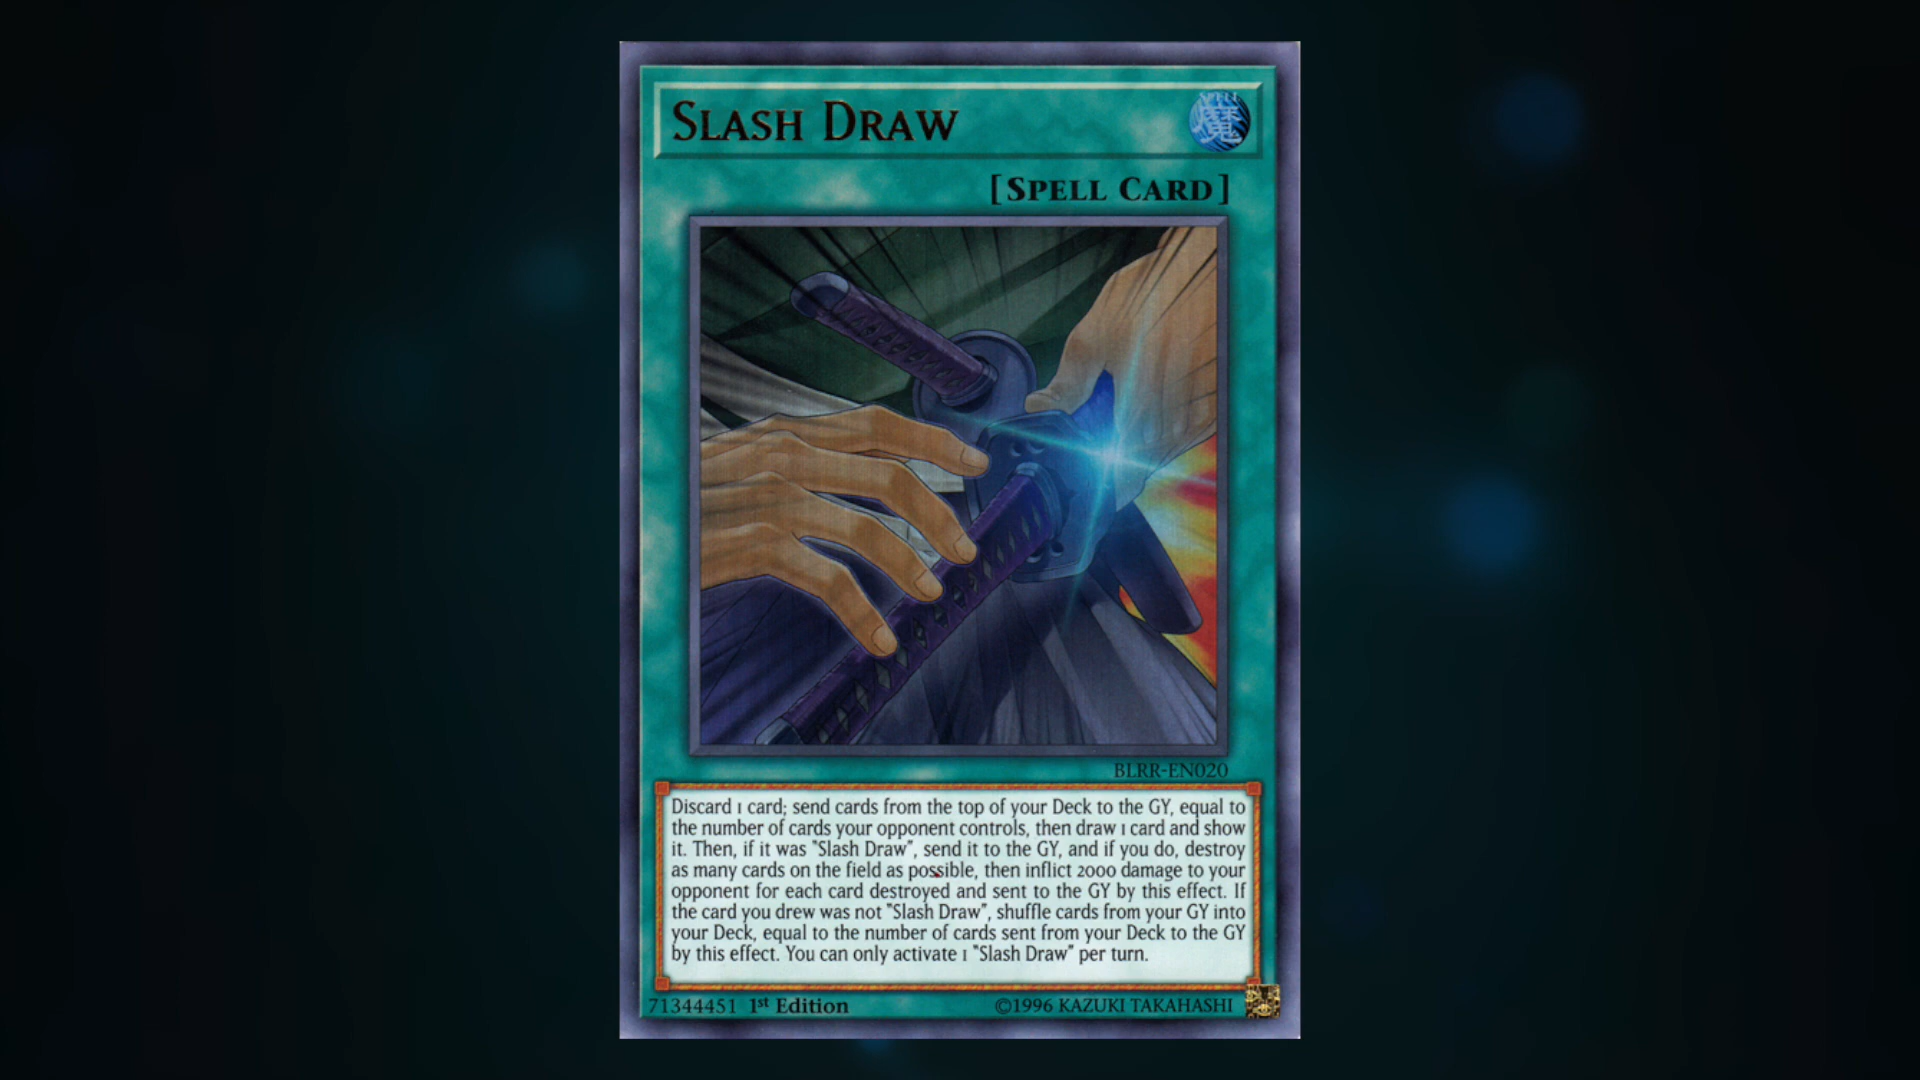 SLASH DRAW
SPELL
魔
[SPELL CARD]
BLRR-EN020
Discard 1 card; send cards from the top of your Deck to the GY, equal to
the number of cards your opponent controls, then draw 1 card and show
it. Then, if it was "Slash Draw", send it to the GY, and if you do, destroy
as many cards on the field as possible, then inflict 2000 damage to your
opponent for each card destroyed and sent to the GY by this effect. If
the card you drew was not "Slash Draw", shuffle cards from your GY into
your Deck, equal to the number of cards sent from your Deck to the GY
by this effect. You can only activate 1 "Slash Draw" per turn.
71344451 1st Edition ©1996 KAZUKI TAKAHASHI